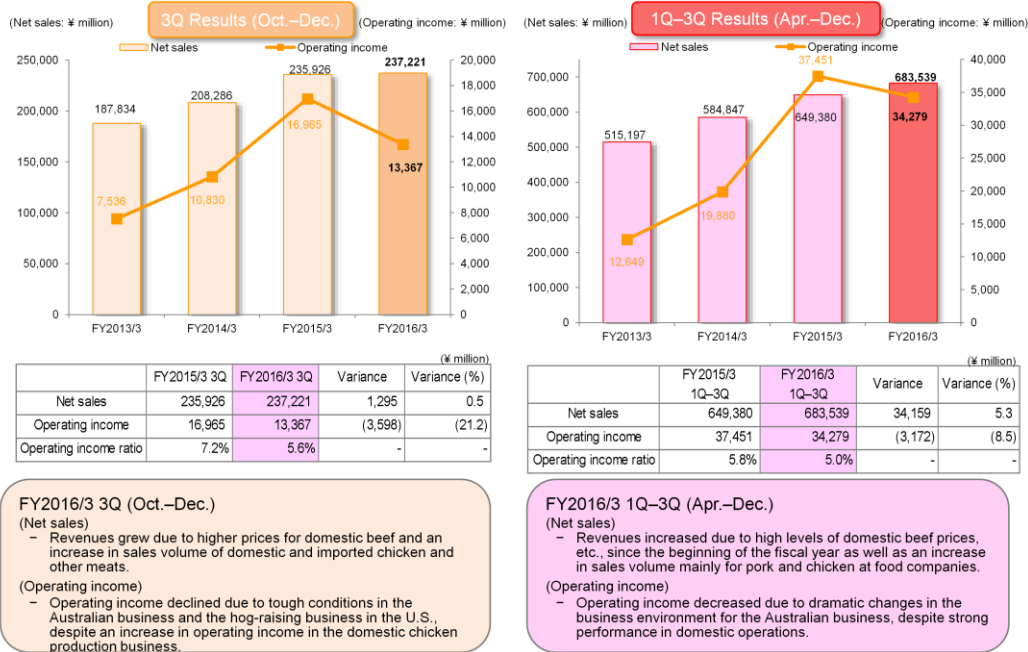 (Net sales: ¥ million)
3Q Results (Oct.–Dec.)
(Operating income: ¥ million)
Net sales
Operating income
250,000
200,000
150,000
100,000
50,000
0
20,000
18,000
16,000
14,000
12,000
10,000
8,000
6,000
4,000
2,000
0
187,834
208,286
235,926
237,221
7,536
10,830
16,965
13,367
FY2013/3
FY2014/3
FY2015/3
FY2016/3
(¥ million)
FY2015/3 3Q FY2016/3 3Q Variance Variance (%)
Net sales 235,926 237,221 1,295 0.5
Operating income 16,965 13,367 (3,598) (21.2)
Operating income ratio 7.2% 5.6% - -
FY2016/3 3Q (Oct.–Dec.)
(Net sales)
– Revenues grew due to higher prices for domestic beef and an
increase in sales volume of domestic and imported chicken and
other meats.
(Operating income)
– Operating income declined due to tough conditions in the
Australian business and the hog-raising business in the U.S.,
despite an increase in operating income in the domestic chicken
production business.
(Net sales: ¥ million)
1Q–3Q Results (Apr.–Dec.)
(Operating income: ¥ million)
Net sales
Operating income
700,000
600,000
500,000
400,000
300,000
200,000
100,000
0
40,000
35,000
30,000
25,000
20,000
15,000
10,000
5,000
0
515,197
584,847
649,380
683,539
12,649
19,880
37,451
34,279
FY2013/3
FY2014/3
FY2015/3
FY2016/3
(¥ million)
FY2015/3 FY2016/3 Variance Variance (%)
1Q–3Q 1Q–3Q
Net sales 649,380 683,539 34,159 5.3
Operating income 37,451 34,279 (3,172) (8.5)
Operating income ratio 5.8% 5.0% - -
FY2016/3 1Q–3Q (Apr.–Dec.)
(Net sales)
– Revenues increased due to high levels of domestic beef prices,
etc., since the beginning of the fiscal year as well as an increase
in sales volume mainly for pork and chicken at food companies.
(Operating income)
– Operating income decreased due to dramatic changes in the
business environment for the Australian business, despite strong
performance in domestic operations.